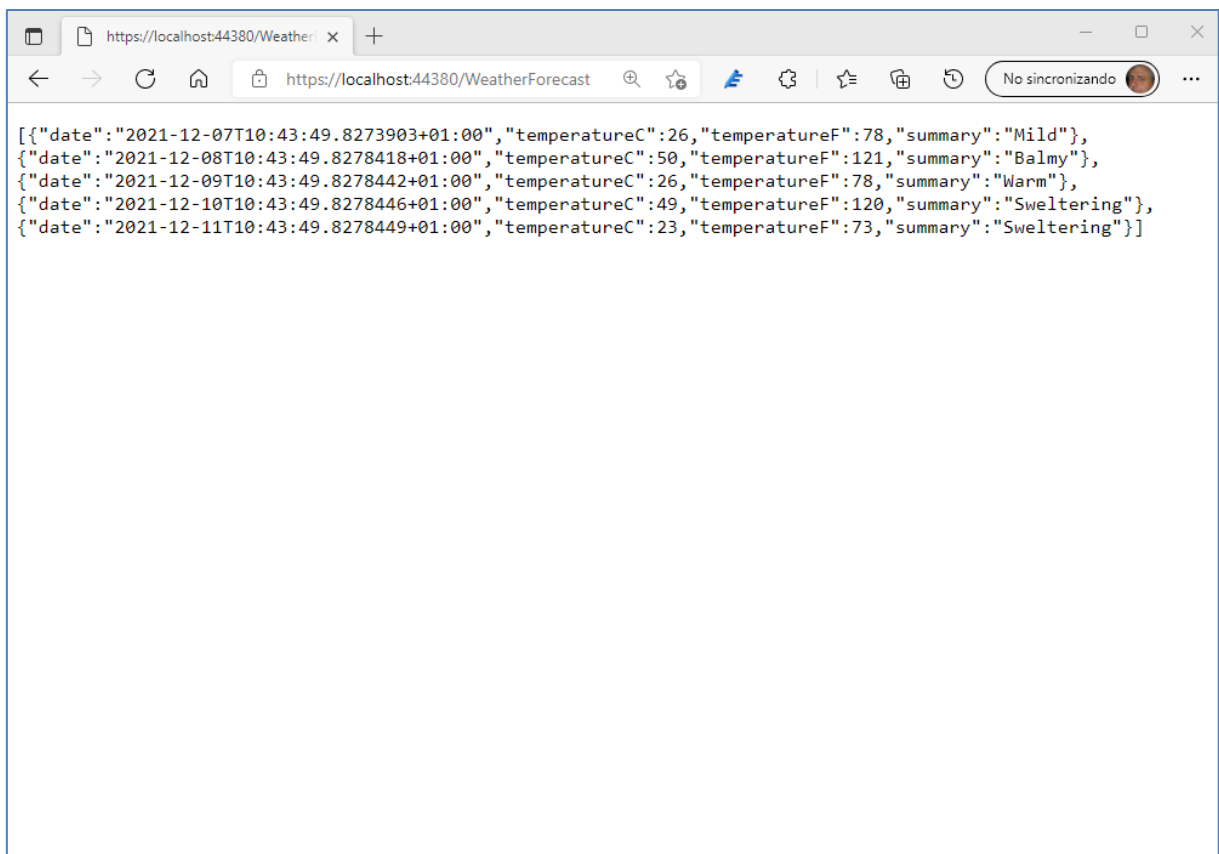 https://localhost:44380/Weather
https://localhost:44380/WeatherForecast
No sincronizando
[{"date":"2021-12-07T10:43:49.8273903+01:00","temperatureC":26,"temperatureF":78,"summary":"Mild"},
{"date":"2021-12-08T10:43:49.8278418+01:00","temperatureC":50,"temperatureF":121,"summary":"Balmy"},
{"date":"2021-12-09T10:43:49.8278442+01:00","temperatureC":26,"temperatureF":78,"summary":"Warm"},
{"date":"2021-12-10T10:43:49.8278446+01:00","temperatureC":49,"temperatureF":120,"summary":"Sweltering"},
{"date":"2021-12-11T10:43:49.8278449+01:00","temperatureC":23,"temperatureF":73,"summary":"Sweltering"}]